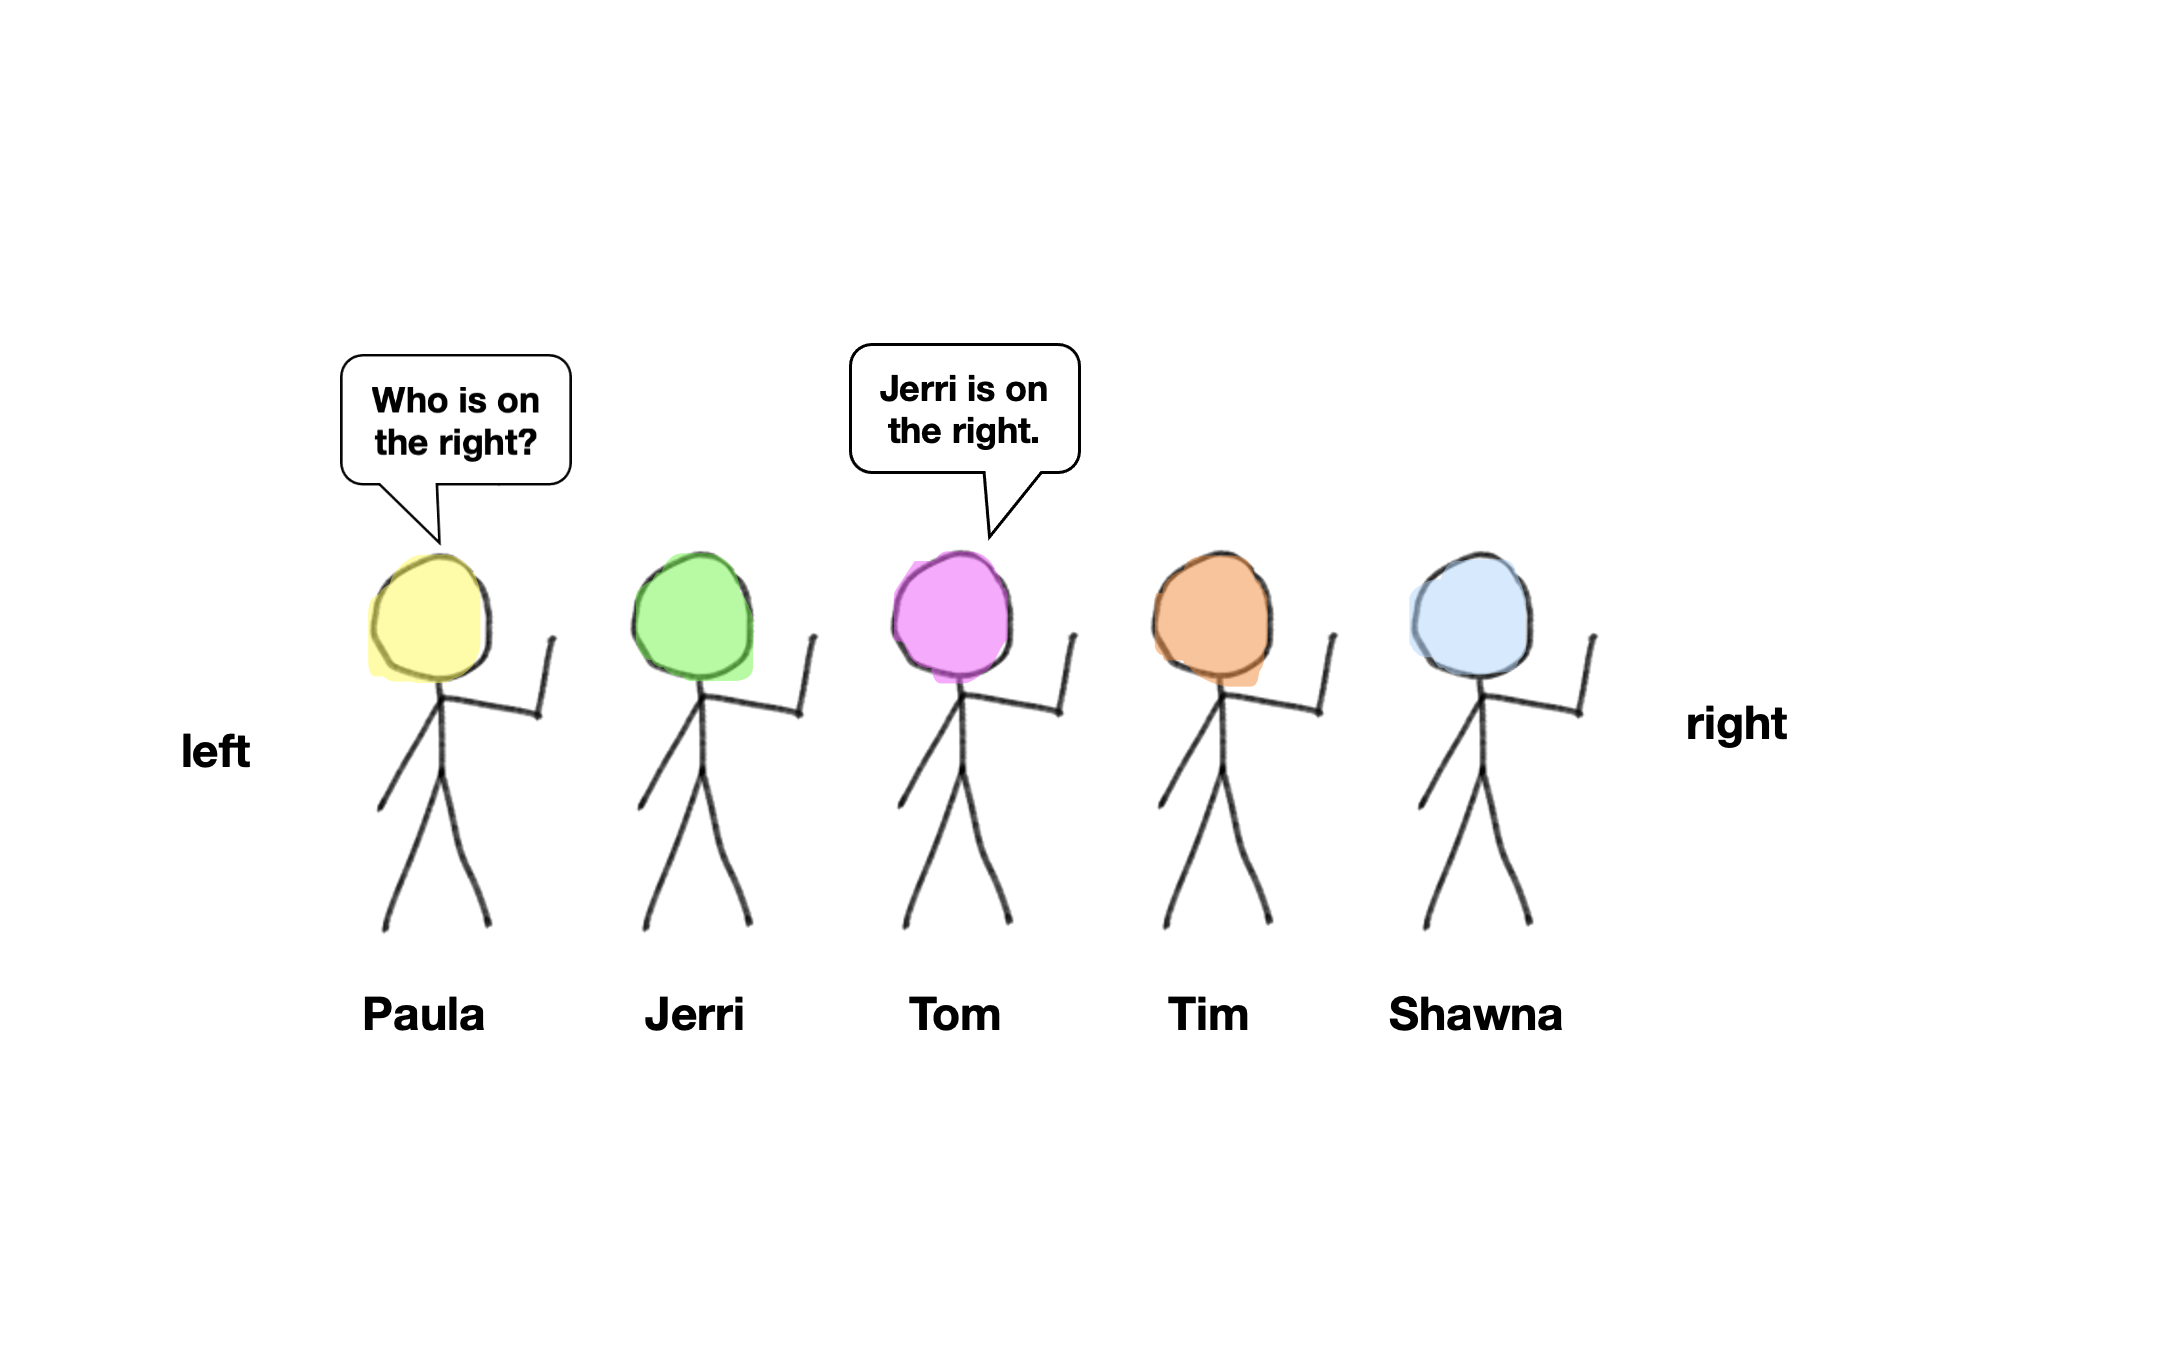 Who is on
the right?
Jerri is on
the right.
left
right
Paula
Jerri
Tom
Tim
Shawna